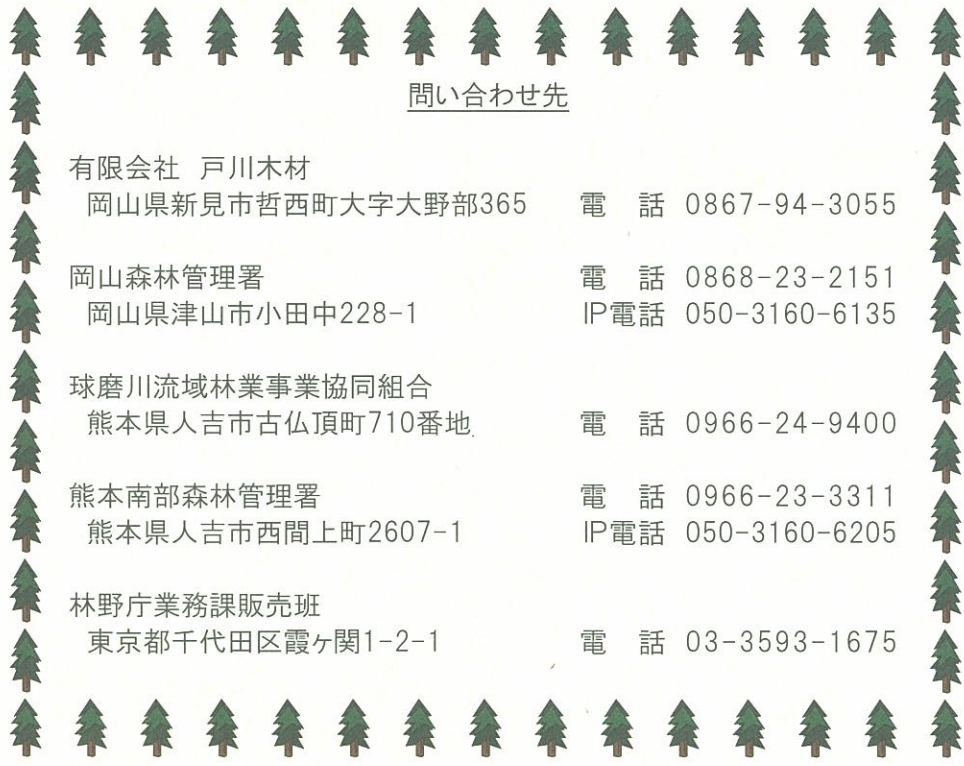 問い合わせ先
有限会社 戸川木材
岡山県新見市哲西町大字大野部365 電 話 0867-94-3055
岡山森林管理署 電 話 0868-23-2151
岡山県津山市小田中228-1 IP電話 050-3160-6135
球磨川流域林業事業協同組合
熊本県人吉市古仏頂町710番地 電 話 0966-24-9400
熊本南部森林管理署 電 話 0966-23-3311
熊本県人吉市西間上町2607-1 IP電話 050-3160-6205
林野庁業務課販売班
東京都千代田区霞ヶ関1-2-1 電 話 03-3593-1675